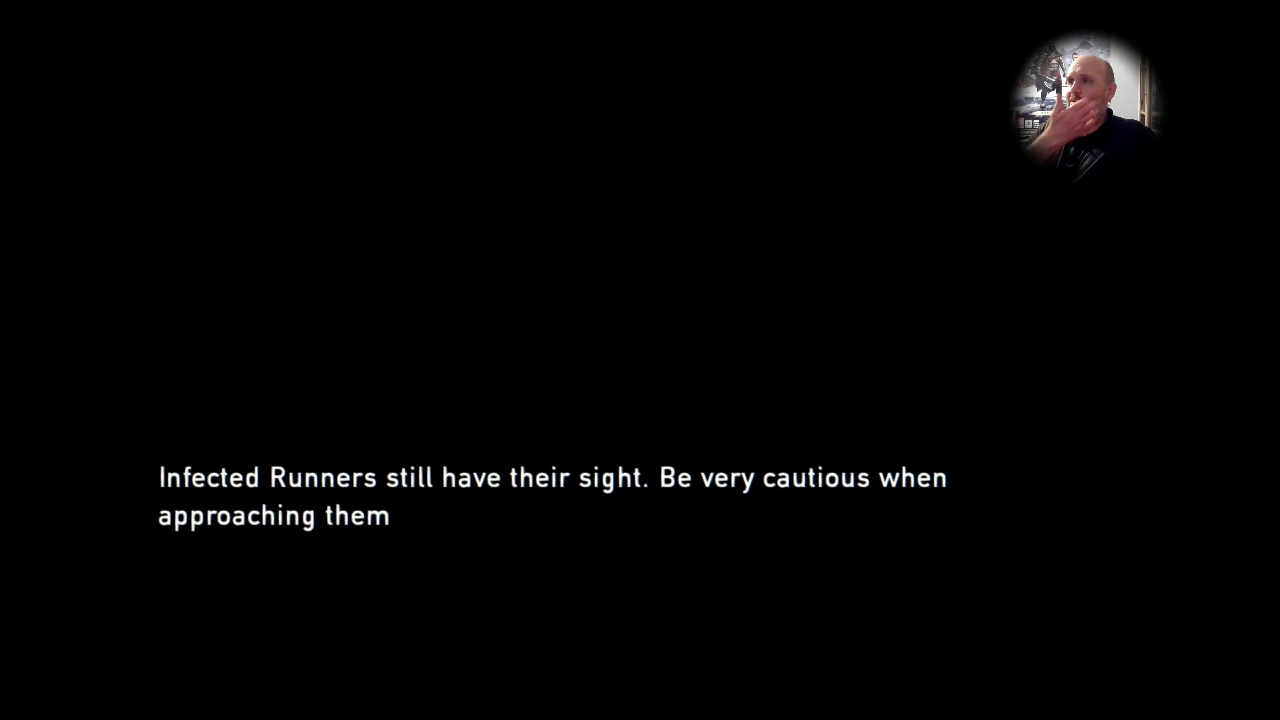 Infected Runners still have their sight. Be very cautious when
approaching them